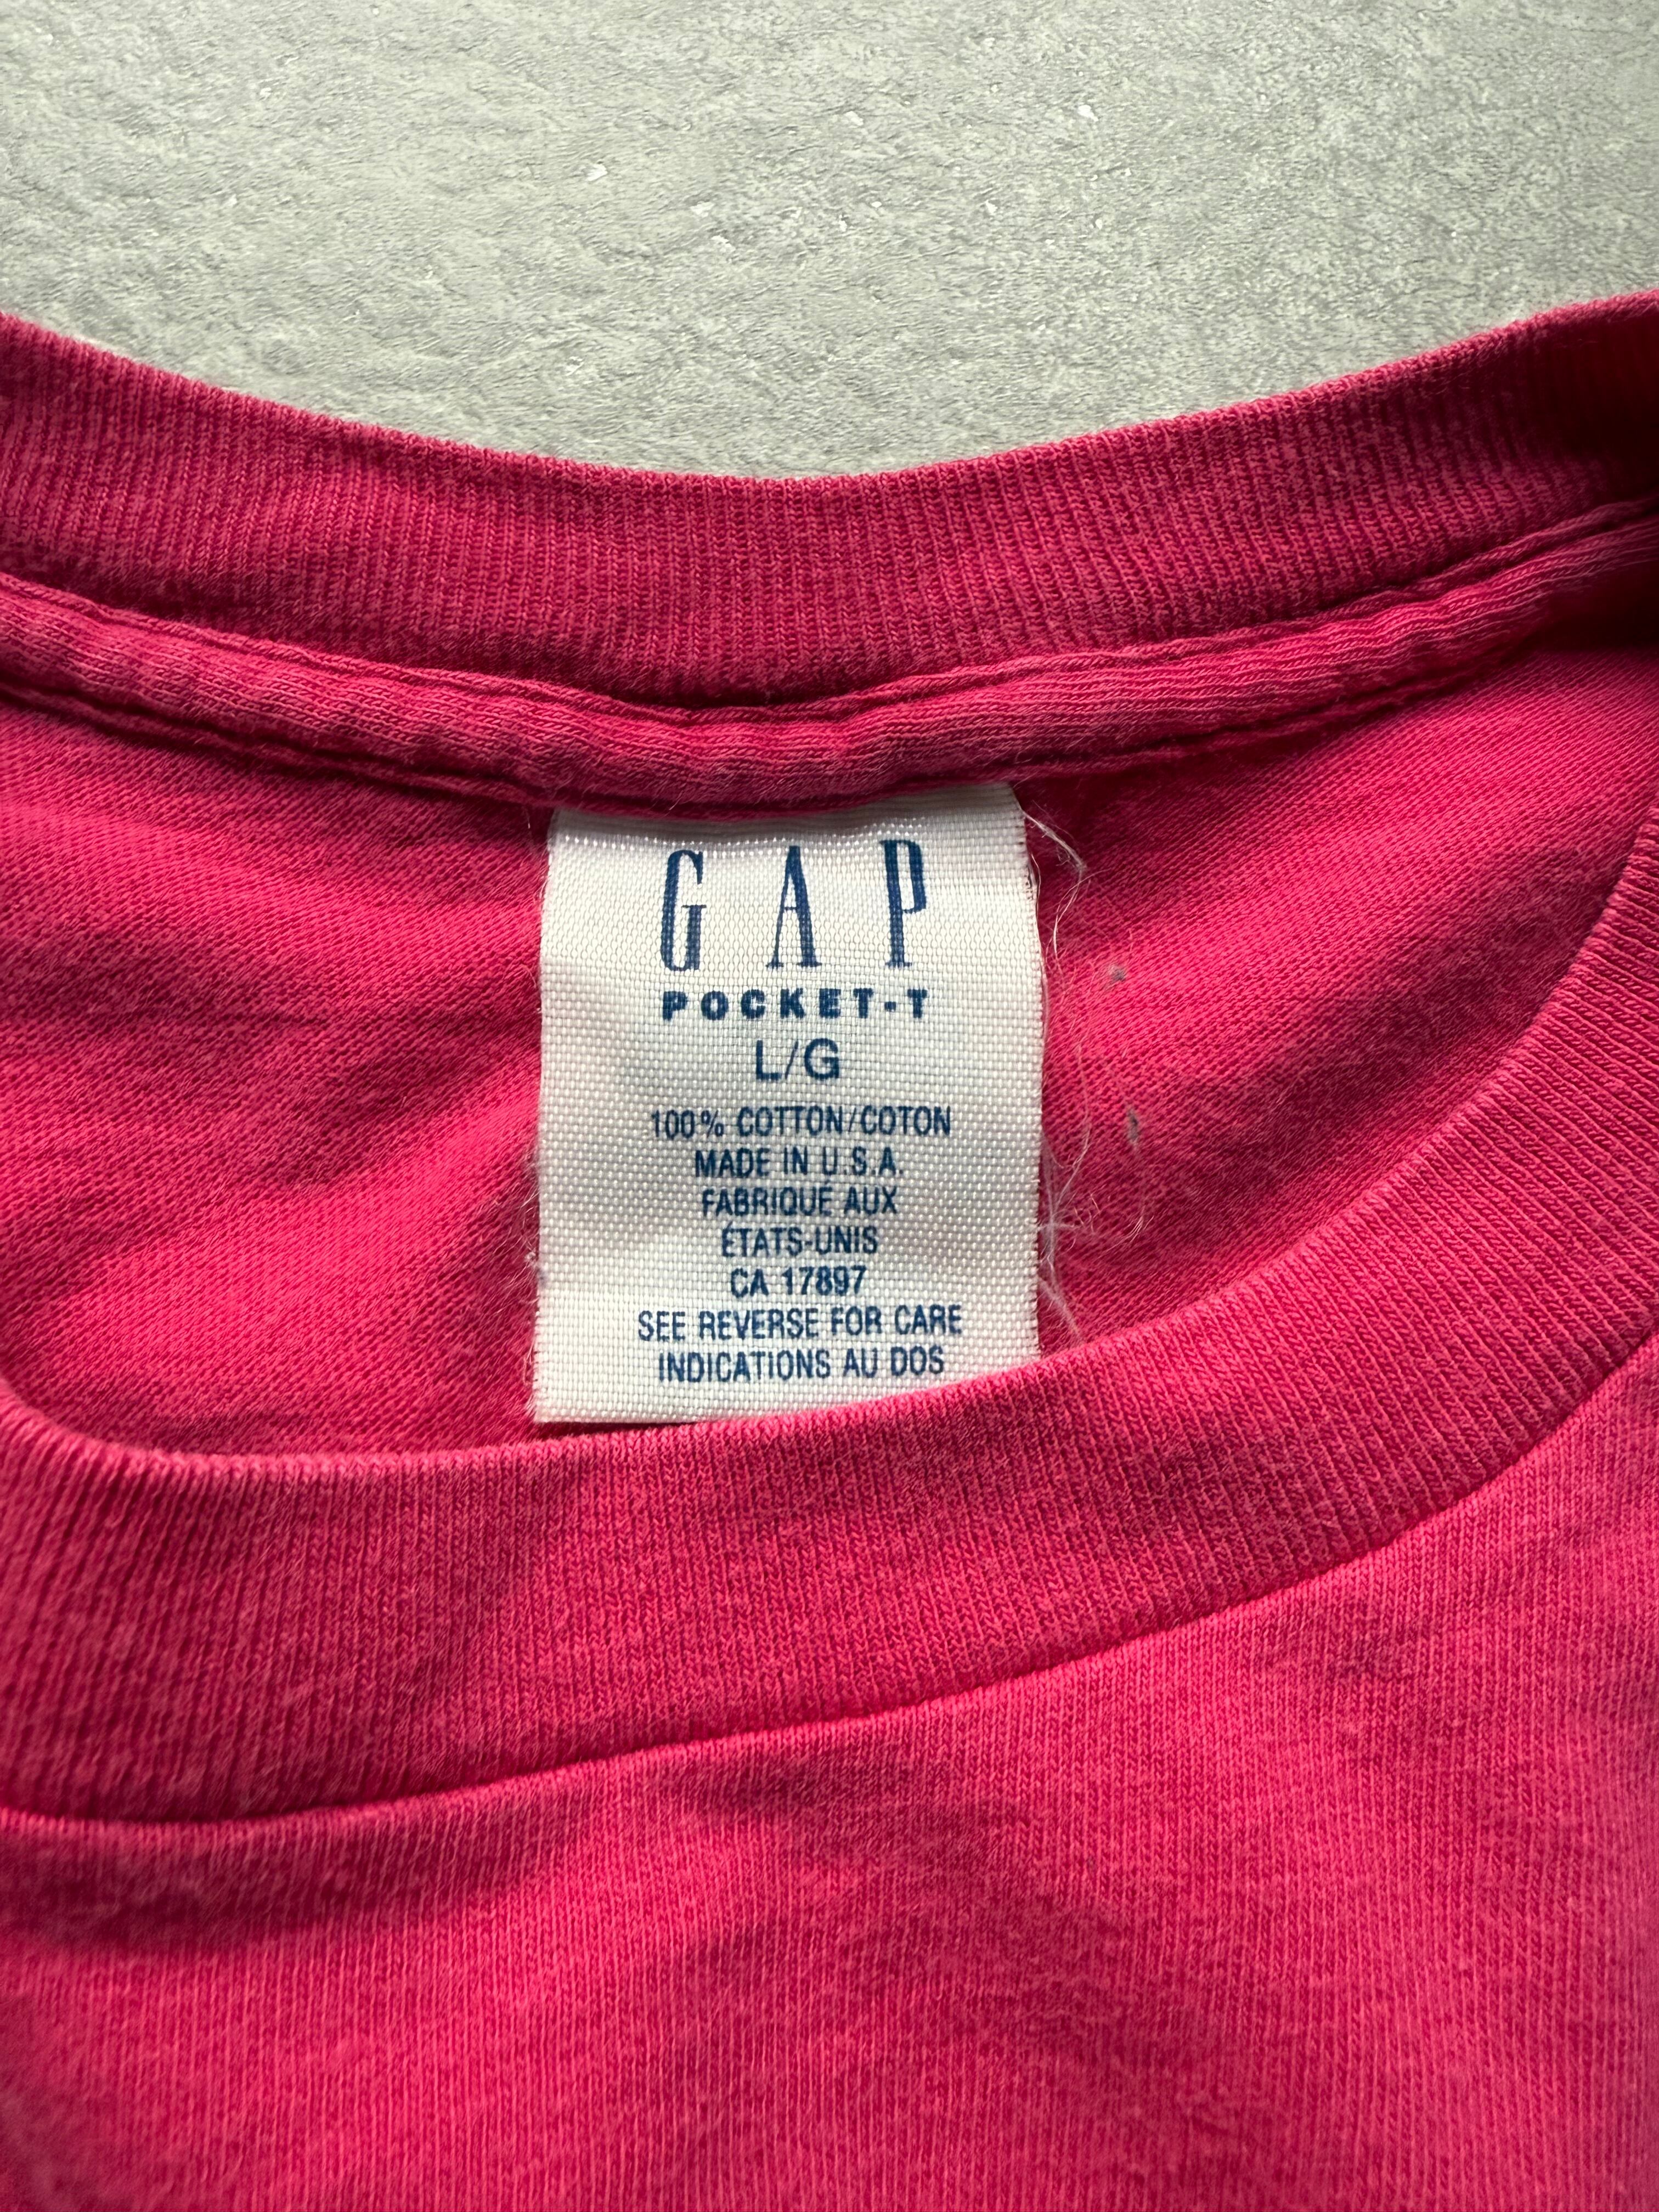 GAP
POCKET-T
L/G
100% COTTON/COTON
MADE IN U.S.A.
FABRIQUÉ AUX
ÉTATS-UNIS
CA 17897
SEE REVERSE FOR CARE
INDICATIONS AU DOS